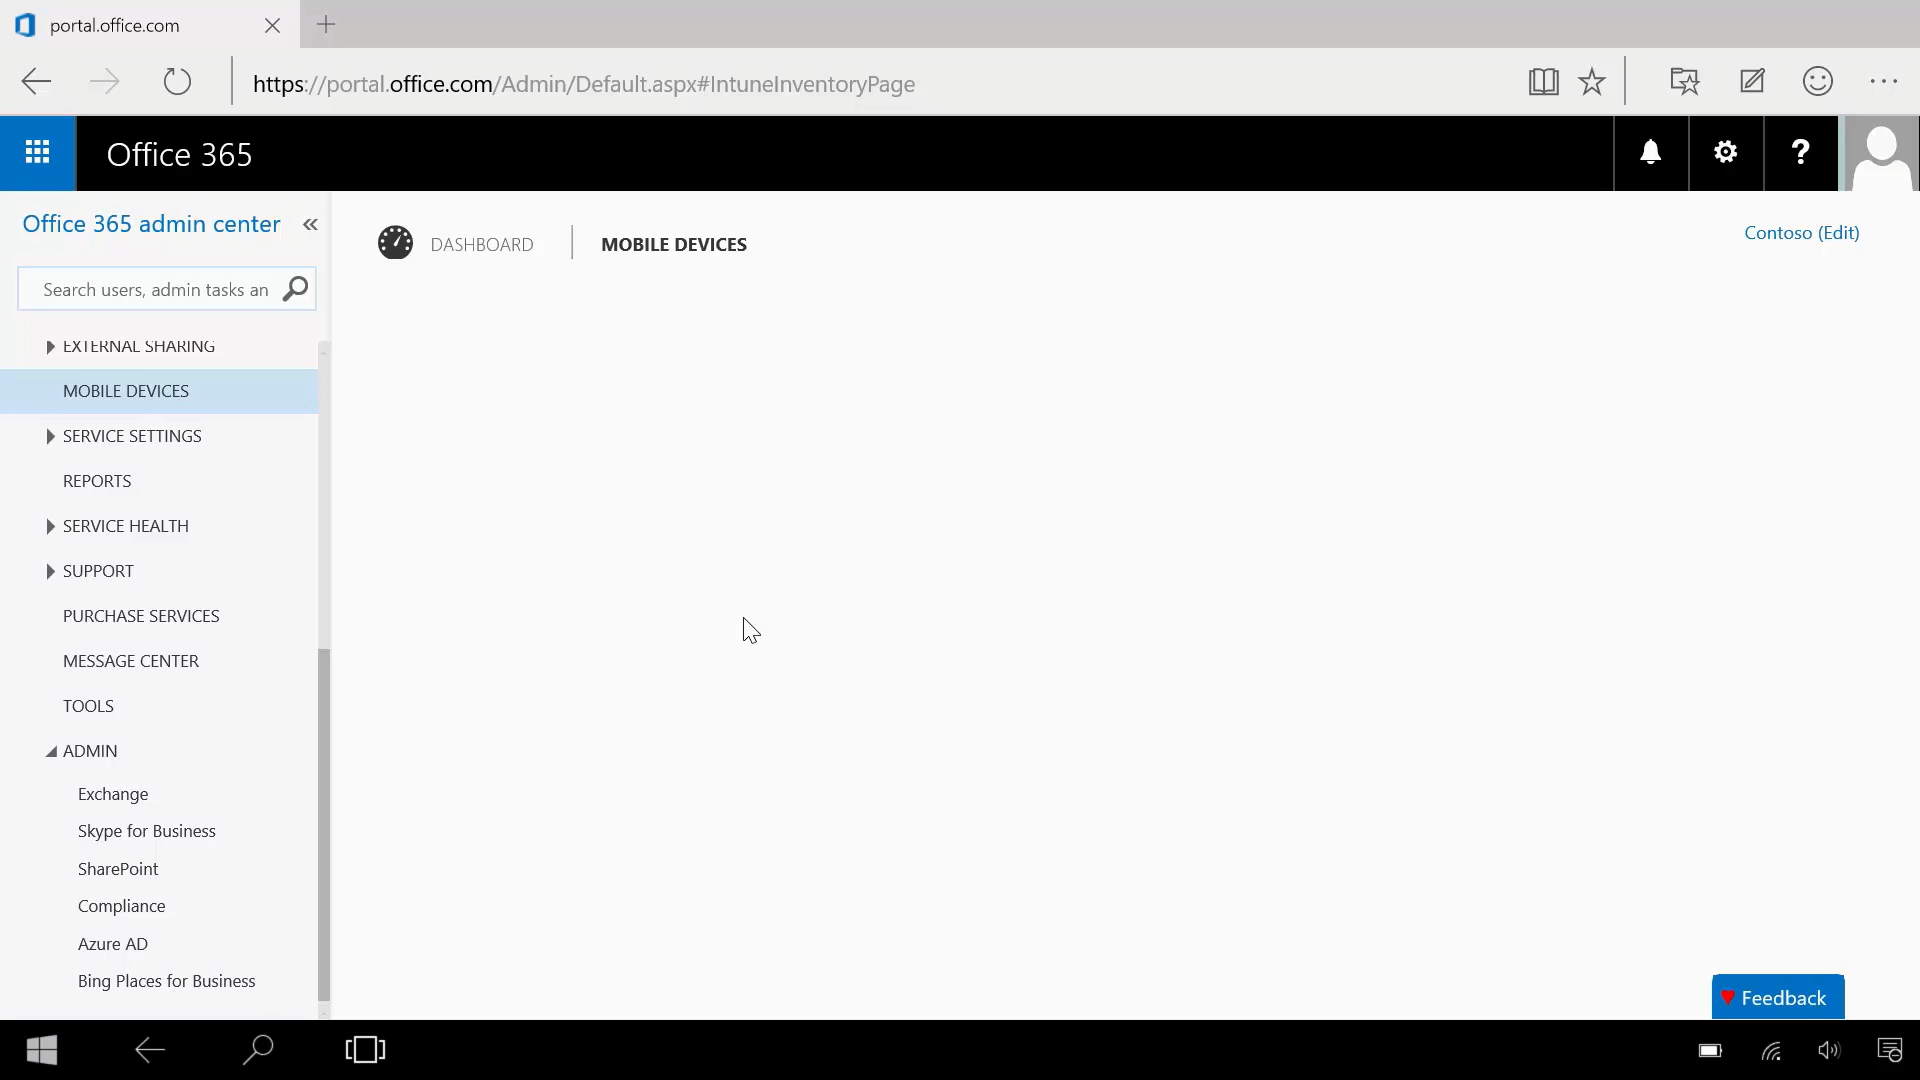 portal.office.com
https://portal.office.com/Admin/Default.aspx#IntuneInventoryPage
Office 365
?
Office 365 admin center
DASHBOARD
MOBILE DEVICES
Contoso (Edit)
Search users, admin tasks an
EXTERNAL SHARING
MOBILE DEVICES
SERVICE SETTINGS
REPORTS
SERVICE HEALTH
SUPPORT
PURCHASE SERVICES
MESSAGE CENTER
TOOLS
ADMIN
Exchange
Skype for Business
SharePoint
Compliance
Azure AD
Bing Places for Business
Feedback